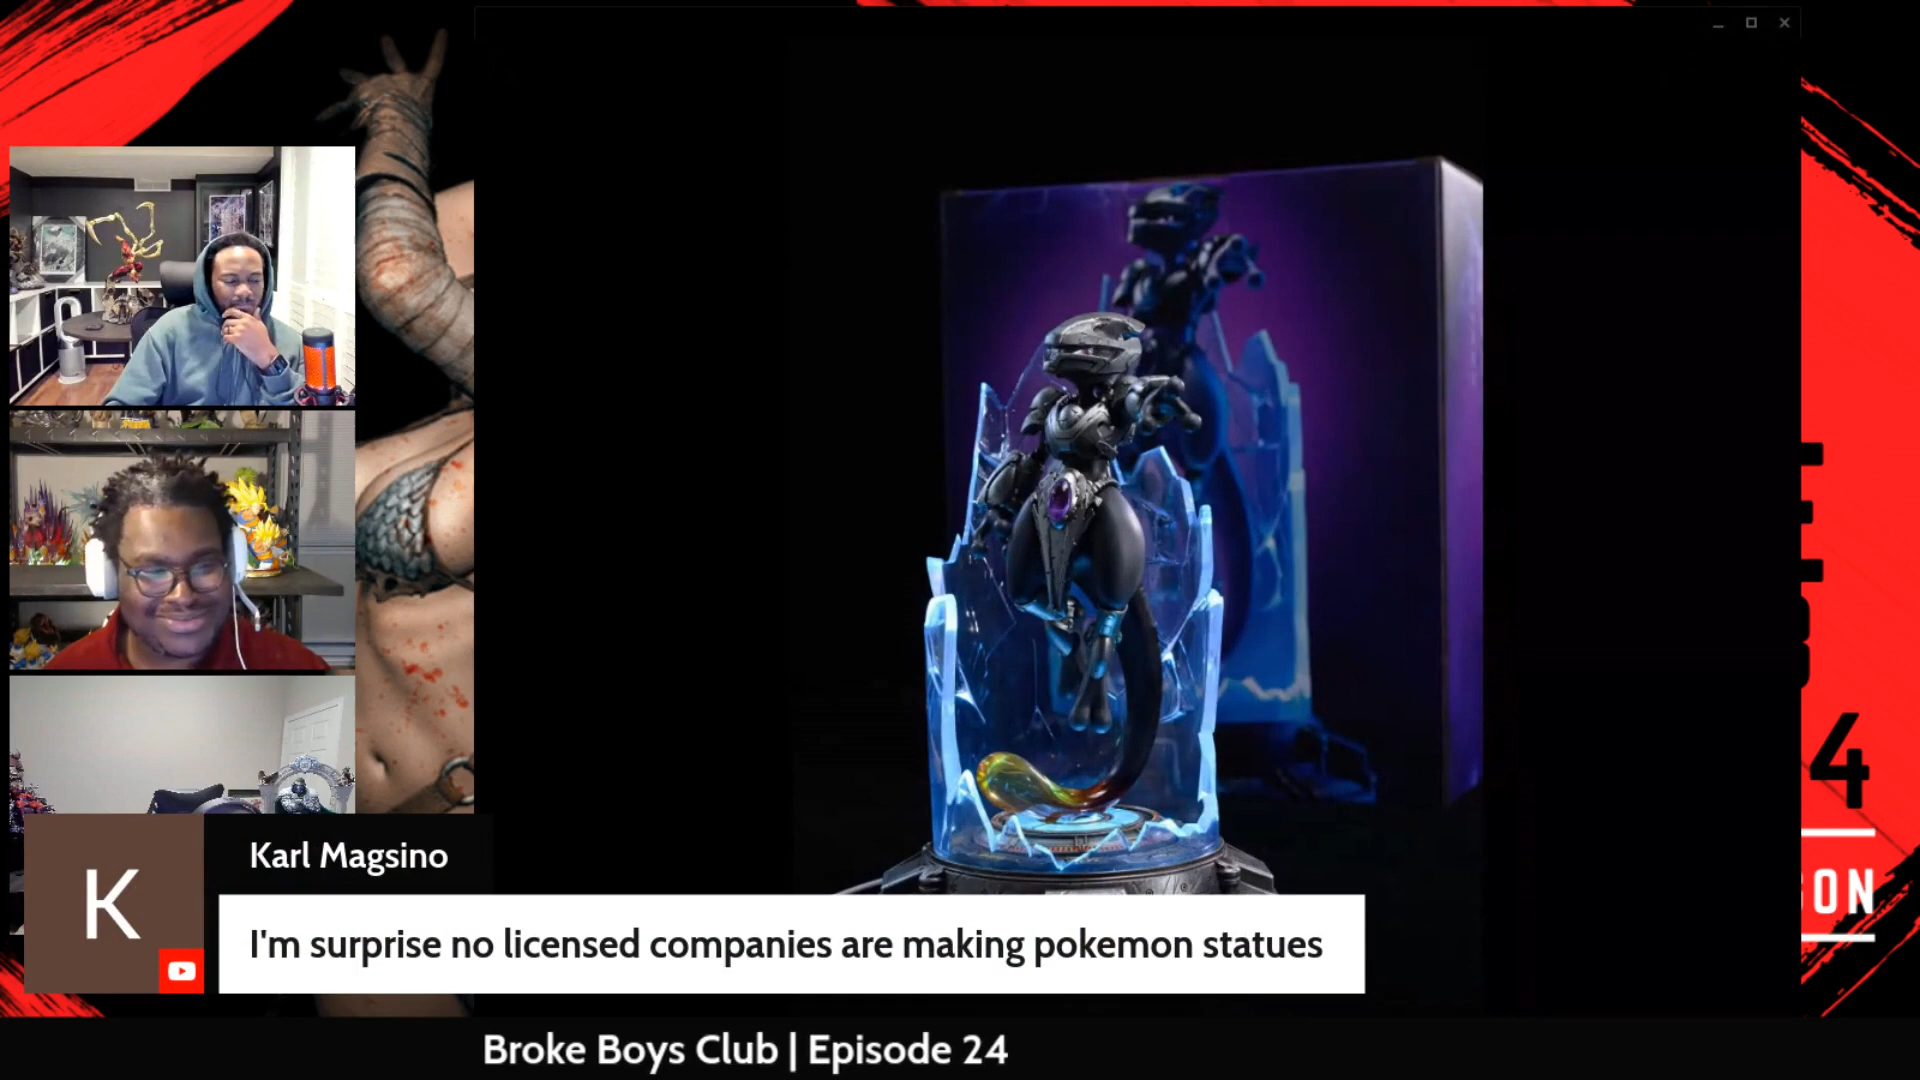 K
Karl Magsino
I'm surprise no licensed companies are making pokemon statues
4
ON
Broke Boys Club | Episode 24